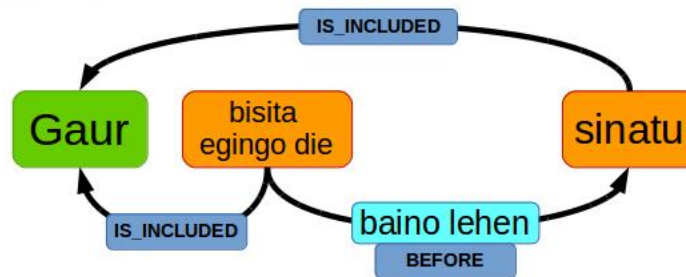 IS_INCLUDED
Gaur
bisita
egingo die
sinatu
IS_INCLUDED
baino lehen
BEFORE